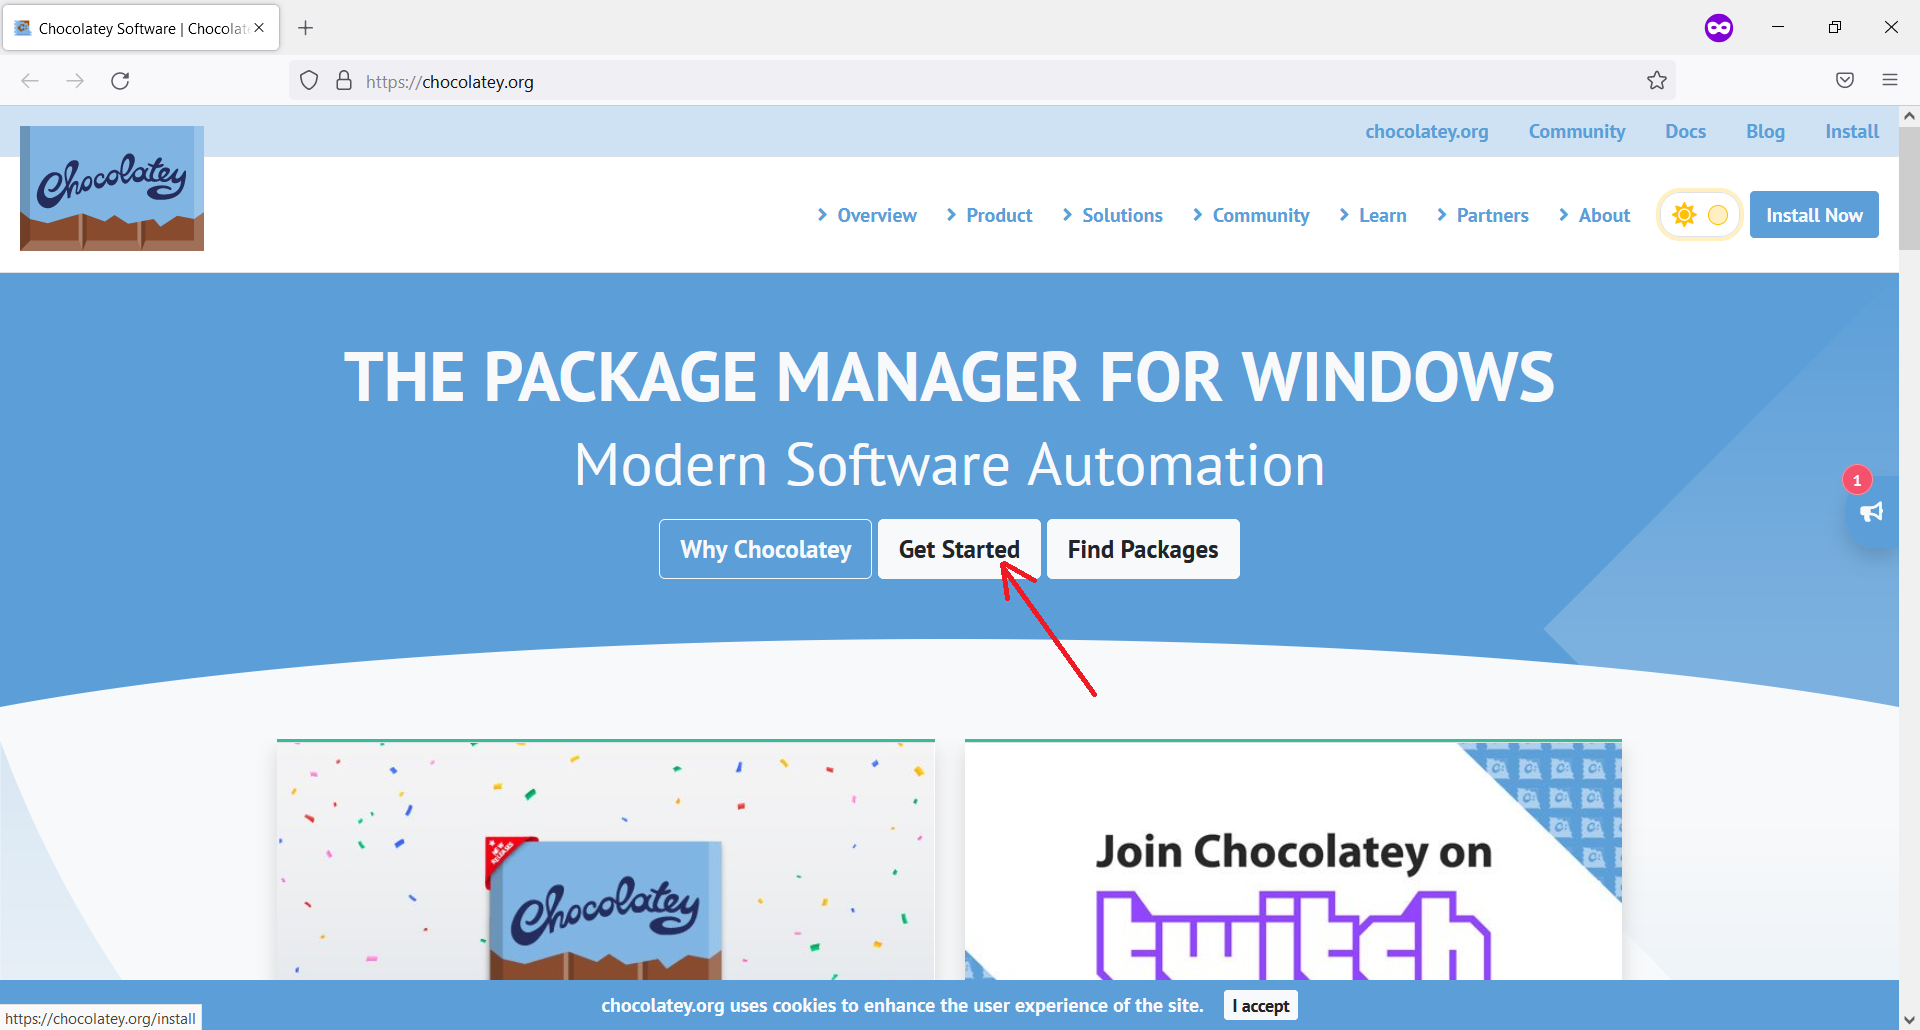 Chocolatey Software | Chocolat
https://chocolatey.org
chocolatey.org Community Docs Blog Install
Chocolatey
Overview Product Solutions Community Learn Partners About Install Now
THE PACKAGE MANAGER FOR WINDOWS
Modern Software Automation
1
Why Chocolatey Get Started Find Packages
NEW
RELEASES
Chocolatey
Join Chocolatey on
twitch
chocolatey.org uses cookies to enhance the user experience of the site. I accept
https://chocolatey.org/install